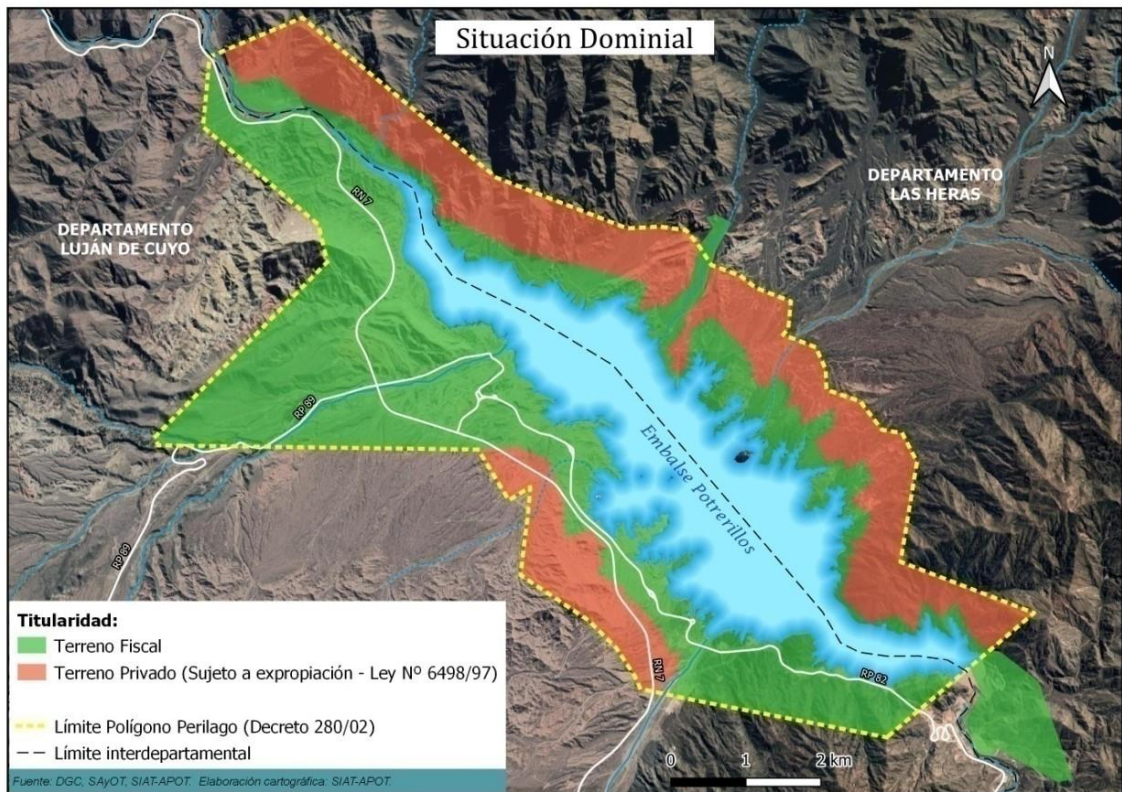 Situación Dominial
N
DEPARTAMENTO
LAS HERAS
DEPARTAMENTO
LUJÁN DE CUYO
RN 7
RP 89
Embalse Potrerillos
RP 89
RN 7
RP 82
Titularidad:
Terreno Fiscal
Terreno Privado (Sujeto a expropiación - Ley Nº 6498/97)
Límite Polígono Perilago (Decreto 280/02)
Límite interdepartamental
0 1 2 km
Fuente: DGC, SAyOT, SIAT-APOT. Elaboración cartográfica: SIAT-APOT.